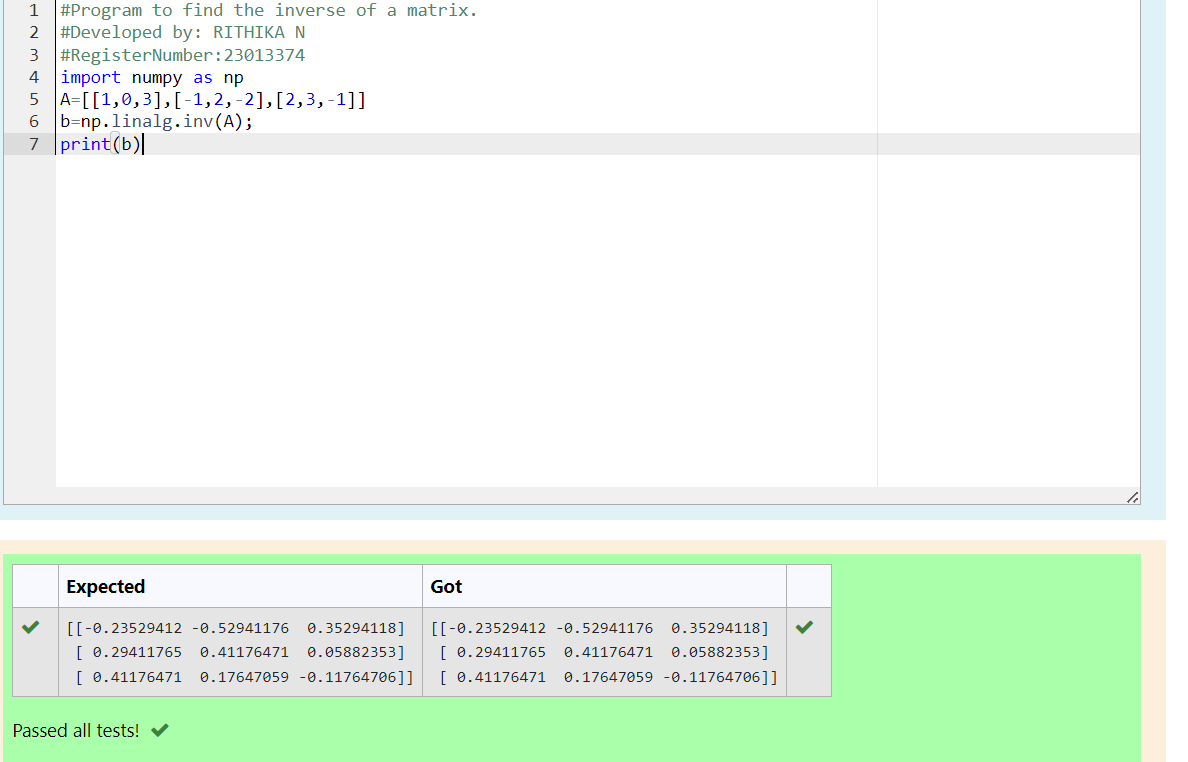 1 #Program to find the inverse of a matrix.
2 #Developed by: RITHIKA N
3 #RegisterNumber:23013374
4 import numpy as np
5 A=[[1,0,3],[-1,2,-2],[2,3,-1]]
6 b=np.linalg.inv(A);
7 print(b)
Expected Got
[[-0.23529412 -0.52941176  0.35294118] [[-0.23529412 -0.52941176  0.35294118]
[ 0.29411765  0.41176471  0.05882353] [ 0.29411765  0.41176471  0.05882353]
[ 0.41176471  0.17647059 -0.11764706]] [ 0.41176471  0.17647059 -0.11764706]]
Passed all tests!